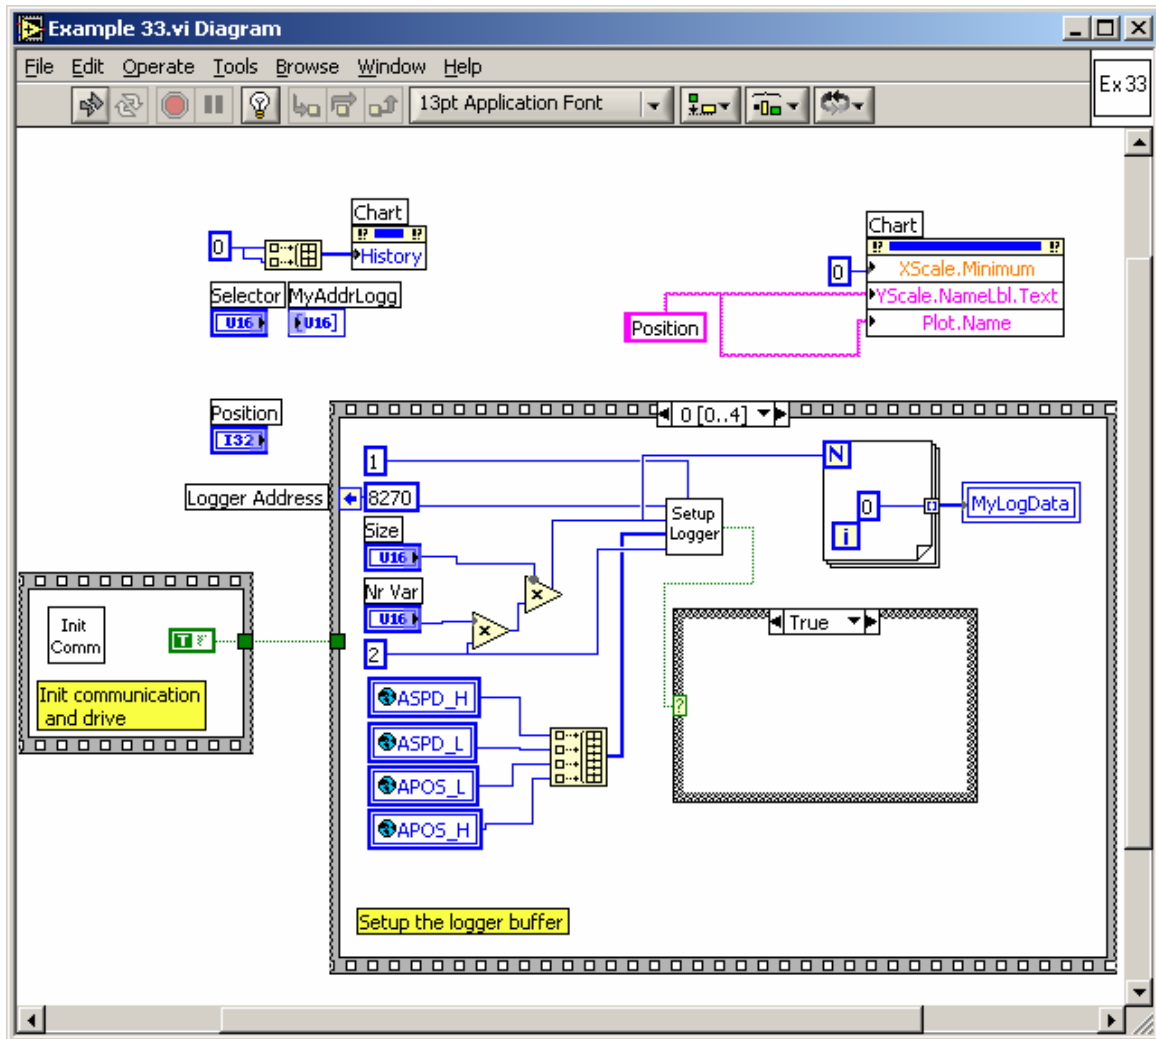 Example 33.vi Diagram
File Edit Operate Tools Browse Window Help
Ex 33
13pt Application Font
Chart
0
History
Selector MyAddrLogg
U16 [U16]
Chart
0
XScale.Minimum
YScale.NameLbl.Text
Plot.Name
Position
Position
I32
0 [0..4]
1
Logger Address
8270
Size
U16
Nr Var
U16
2
Setup
Logger
N
0
i
MyLogData
Init
Comm
T F
Init communication
and drive
True
?
ASPD_H
ASPD_L
APOS_L
APOS_H
Setup the logger buffer